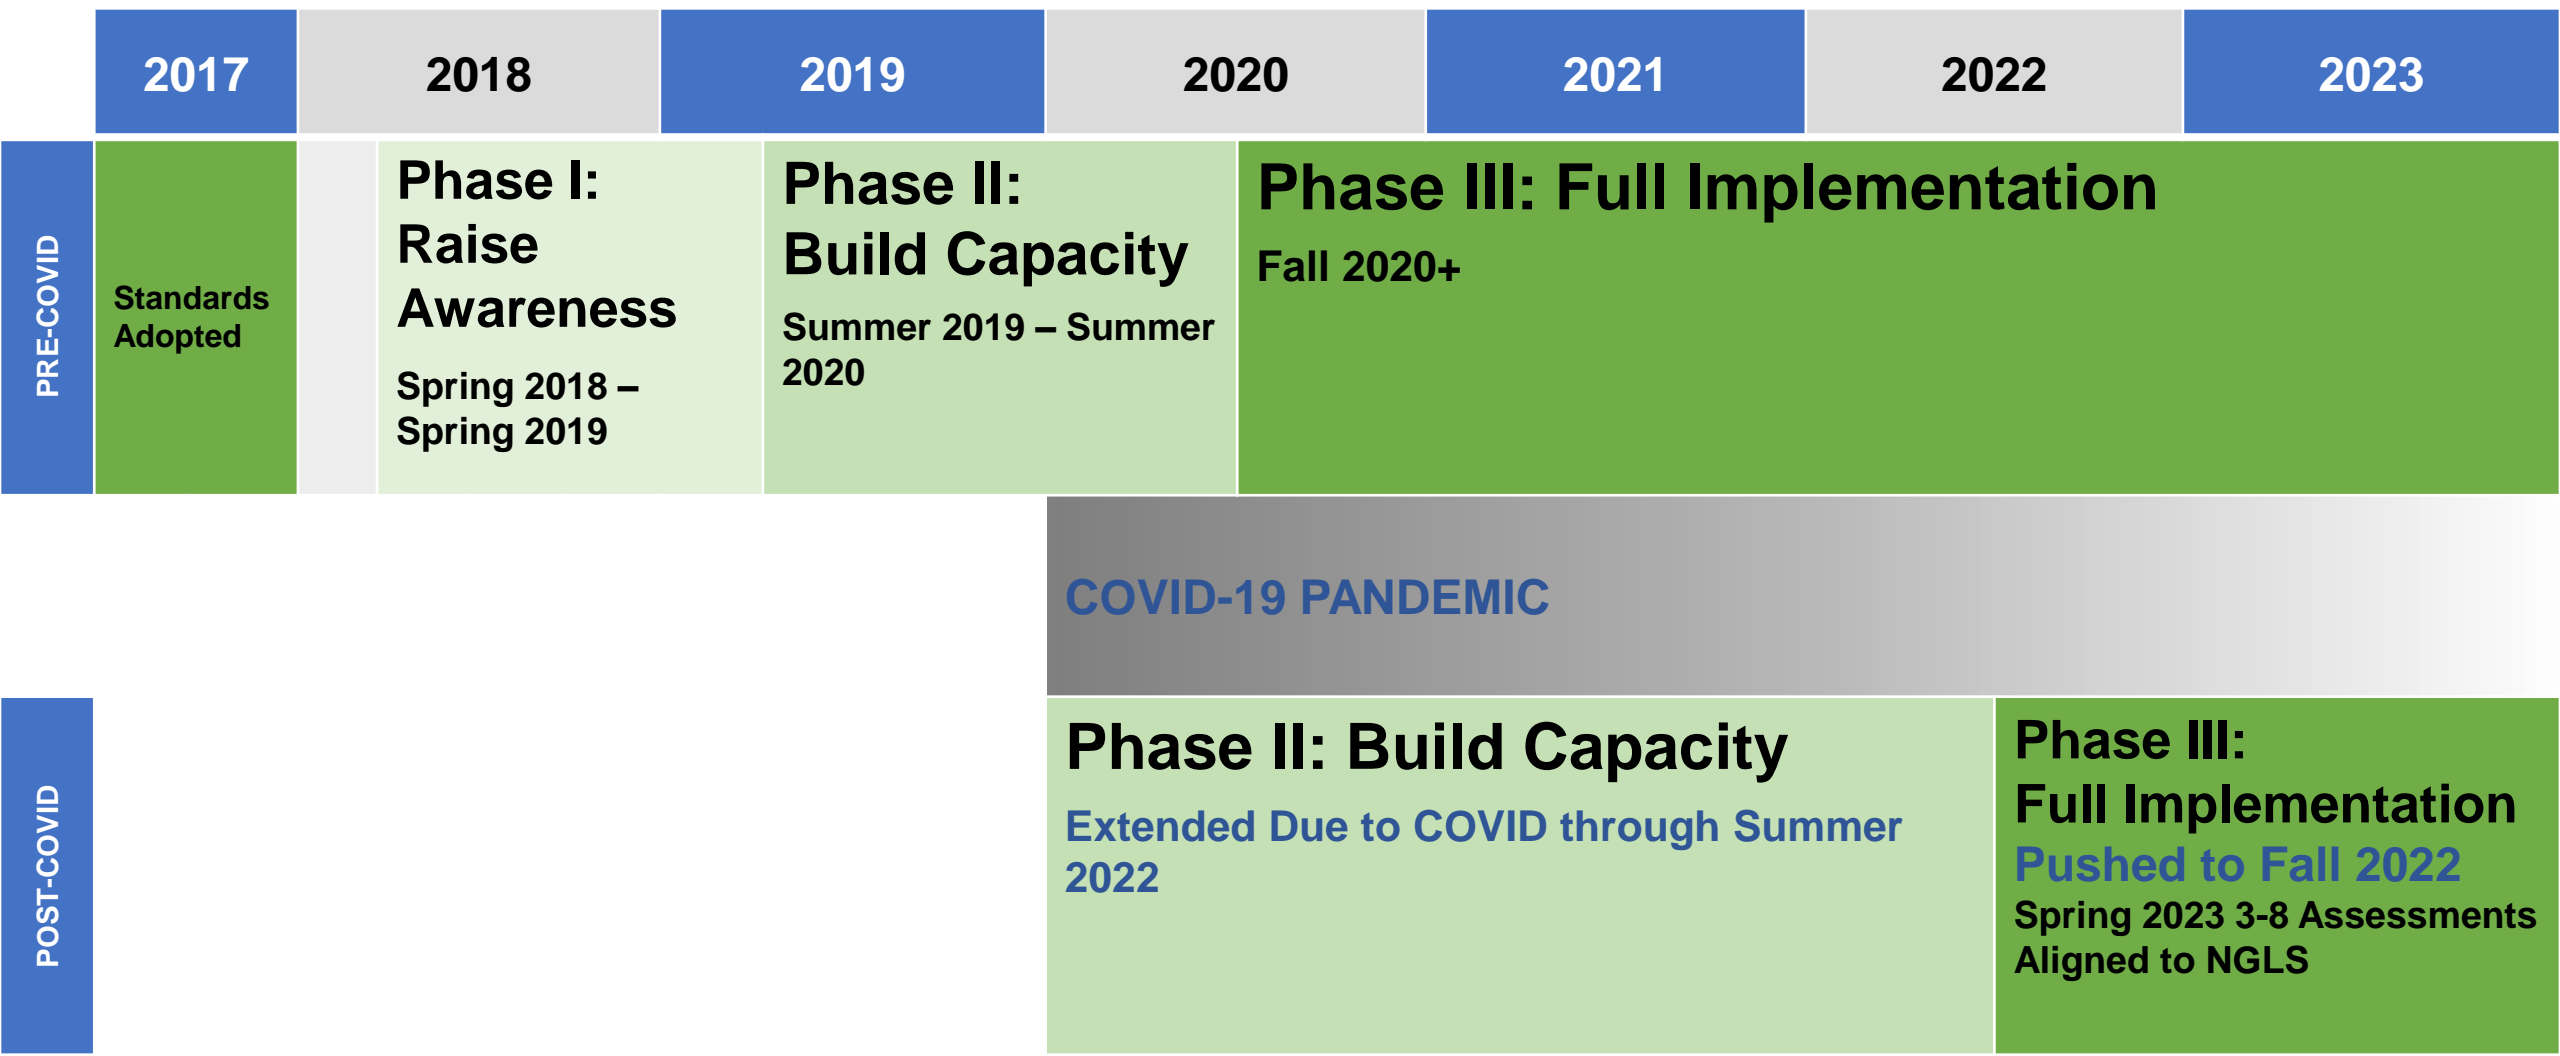 2017
2018
2019
2020
2021
2022
2023
PRE-COVID
Standards
Adopted
Phase I:
Raise
Awareness
Spring 2018 –
Spring 2019
Phase II:
Build Capacity
Summer 2019 – Summer
2020
Phase III: Full Implementation
Fall 2020+
COVID-19 PANDEMIC
POST-COVID
Phase II: Build Capacity
Extended Due to COVID through Summer
2022
Phase III:
Full Implementation
Pushed to Fall 2022
Spring 2023 3-8 Assessments
Aligned to NGLS